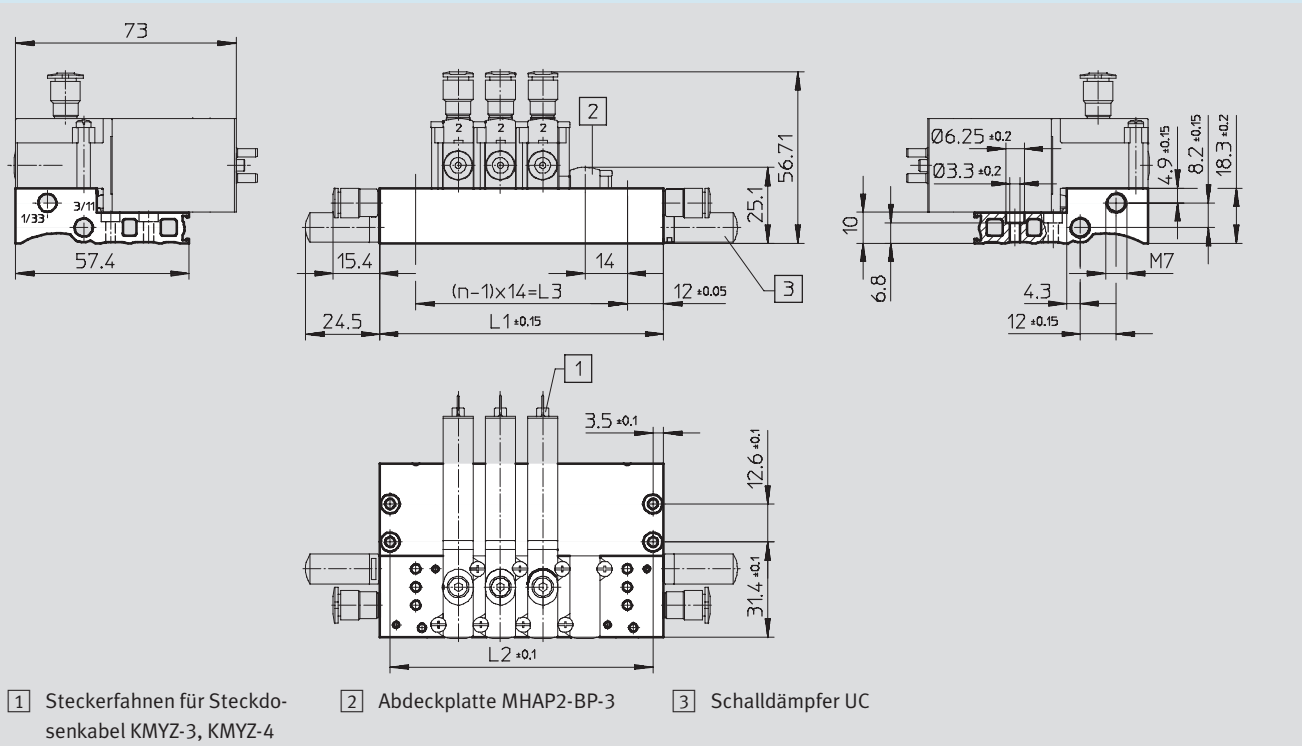 73
1/33
3/11
57.4
2 2 2
2
56.71
25.1
15.4
14
(n-1)x14=L3
12 ±0.05
3
24.5
L1 ±0.15
Ø6.25 ±0.2
Ø3.3 ±0.2
4.9 ±0.15
8.2 ±0.15
18.3 ±0.2
10
6.8
M7
4.3
12 ±0.15
1
3.5 ±0.1
12.6 ±0.1
31.4 ±0.1
L2 ±0.1
1 Steckerfahnen für Steckdo-
senkabel KMYZ-3, KMYZ-4
2 Abdeckplatte MHAP2-BP-3
3 Schalldämpfer UC